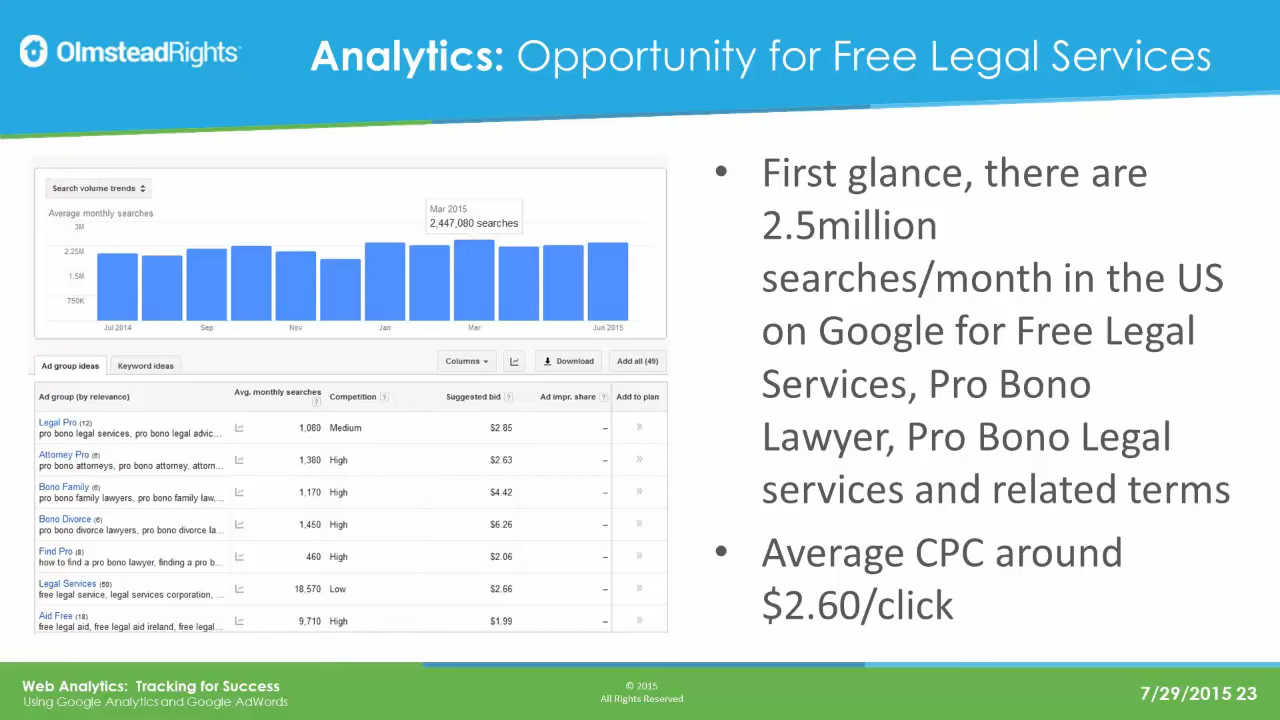 OlmsteadRights
Analytics: Opportunity for Free Legal Services
Search volume trends
Average monthly searches
3M
2.25M
1.5M
750K
Mar 2015
2,447,080 searches
Jul 2014 Sep Nov Jan Mar Jun 2015
Ad group ideas Keyword ideas Columns Download Add all (49)
Ad group (by relevance) Avg. monthly searches ? Competition ? Suggested bid ? Ad impr. share ? Add to plan
Legal Pro (12)
pro bono legal services, pro bono legal advic... 1,080 Medium $2.85 – »
Attorney Pro (6)
pro bono attorneys, pro bono attorney, attorn... 1,380 High $2.63 – »
Bono Family (6)
pro bono family lawyers, pro bono family law,... 1,170 High $4.42 – »
Bono Divorce (6)
pro bono divorce lawyers, pro bono divorce la... 1,450 High $6.26 – »
Find Pro (8)
how to find a pro bono lawyer, finding a pro b... 460 High $2.06 – »
Legal Services (50)
free legal service, legal services corporation, ... 18,570 Low $2.66 – »
Aid Free (18)
free legal aid, free legal aid ireland, free legal... 9,710 High $1.99 – »
• First glance, there are
2.5million
searches/month in the US
on Google for Free Legal
Services, Pro Bono
Lawyer, Pro Bono Legal
services and related terms
• Average CPC around
$2.60/click
Web Analytics: Tracking for Success
Using Google Analytics and Google AdWords
© 2015
All Rights Reserved
7/29/2015 23